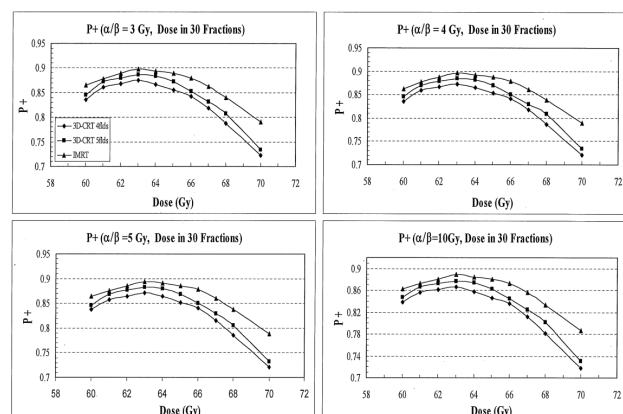 P+ (α/β = 3 Gy, Dose in 30 Fractions)
0.95
0.9
0.85
0.8
0.75
0.7
P+
3D-CRT 4flds
3D-CRT 5flds
IMRT
58 60 62 64 66 68 70 72
Dose (Gy)
P+ (α/β = 4 Gy, Dose in 30 Fractions)
0.95
0.9
0.85
0.8
0.75
0.7
P+
58 60 62 64 66 68 70 72
Dose (Gy)
P+ (α/β =5 Gy, Dose in 30 Fractions)
0.95
0.9
0.85
0.8
0.75
0.7
P+
58 60 62 64 66 68 70 72
Dose (Gy)
P+ (α/β=10Gy, Dose in 30 Fractions)
0.9
0.86
0.82
0.78
0.74
0.7
P+
58 60 62 64 66 68 70 72
Dose (Gy)